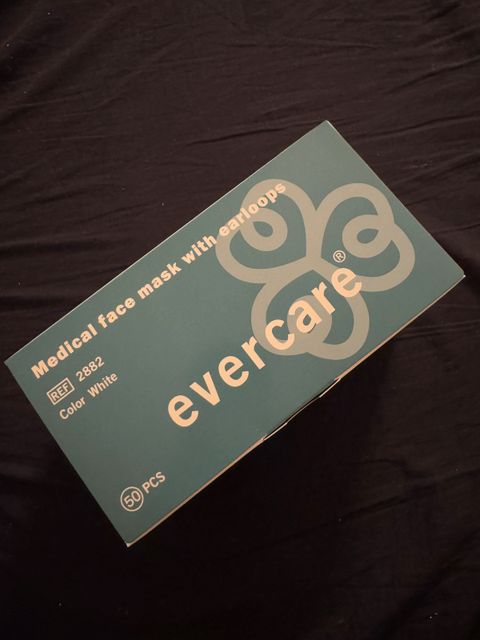 Medical face mask with earloops
REF 2882
Color White
evercare®
50 PCS